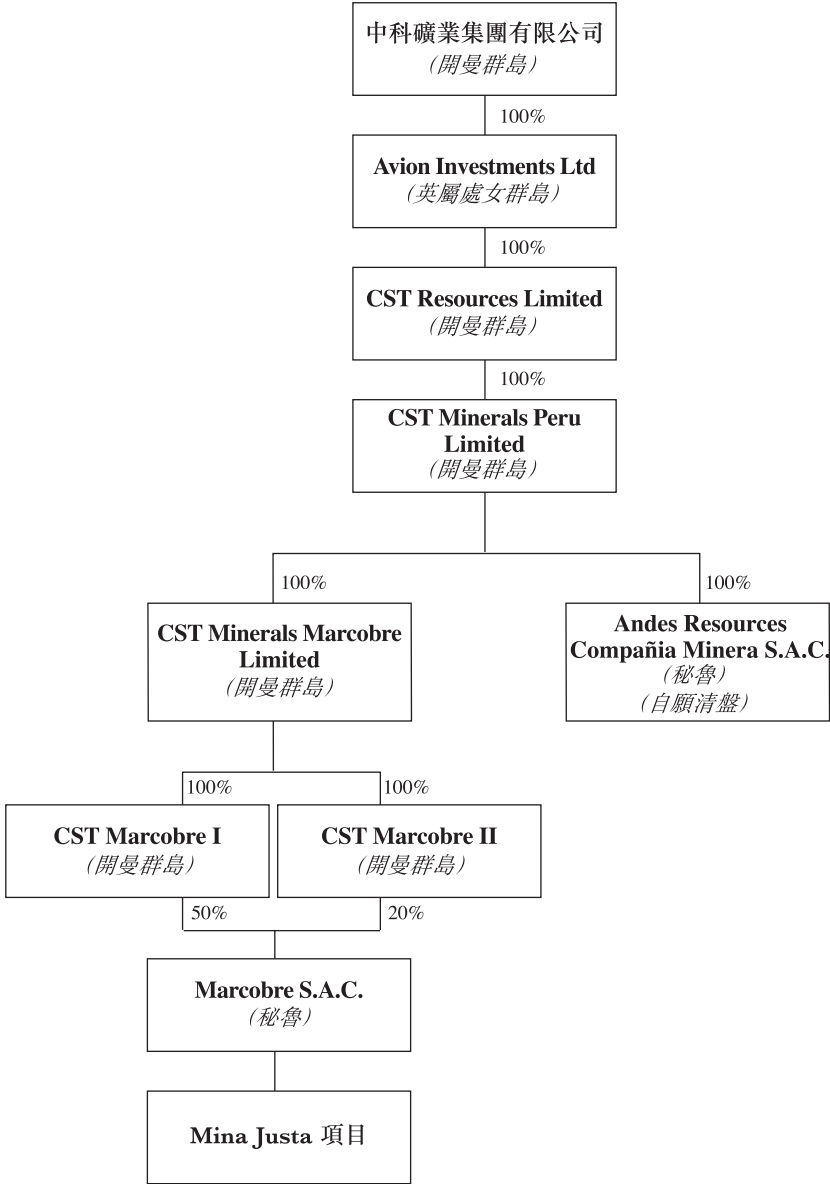 中科礦業集團有限公司
（開曼群島）
100%
Avion Investments Ltd
（英屬處女群島）
100%
CST Resources Limited
（開曼群島）
100%
CST Minerals Peru
Limited
（開曼群島）
100%
100%
CST Minerals Marcobre
Limited
（開曼群島）
Andes Resources
Compañia Minera S.A.C.
（秘魯）
（自願清盤）
100%
100%
CST Marcobre I
（開曼群島）
CST Marcobre II
（開曼群島）
50%
20%
Marcobre S.A.C.
（秘魯）
Mina Justa 項目